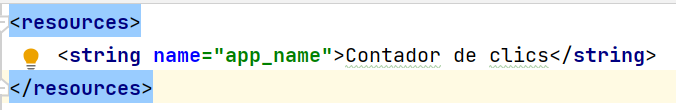 <resources>
    <string name="app_name">Contador de clics</string>
</resources>